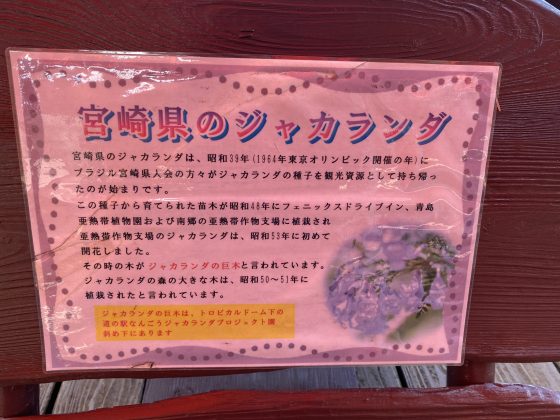 宮崎県のジャカランダ
宮崎県のジャカランダは、昭和39年(1964年東京オリンピック開催の年)に
ブラジル宮崎県人会の方々がジャカランダの種子を観光資源として持ち帰っ
たのが始まりです。
この種子から育てられた苗木が昭和48年にフェニックスドライブイン、青島
亜熱帯植物園および南郷の亜熱帯作物支場に植栽され
亜熱帯作物支場のジャカランダは、昭和53年に初めて
開花しました。
その時の木がジャカランダの巨木と言われています。
ジャカランダの森の大きな木は、昭和50～51年に
植栽されたと言われています。
ジャカランダの巨木は、トロピカルドーム下の
道の駅なんごうジャカランダプロジェクト園
斜め下にあります